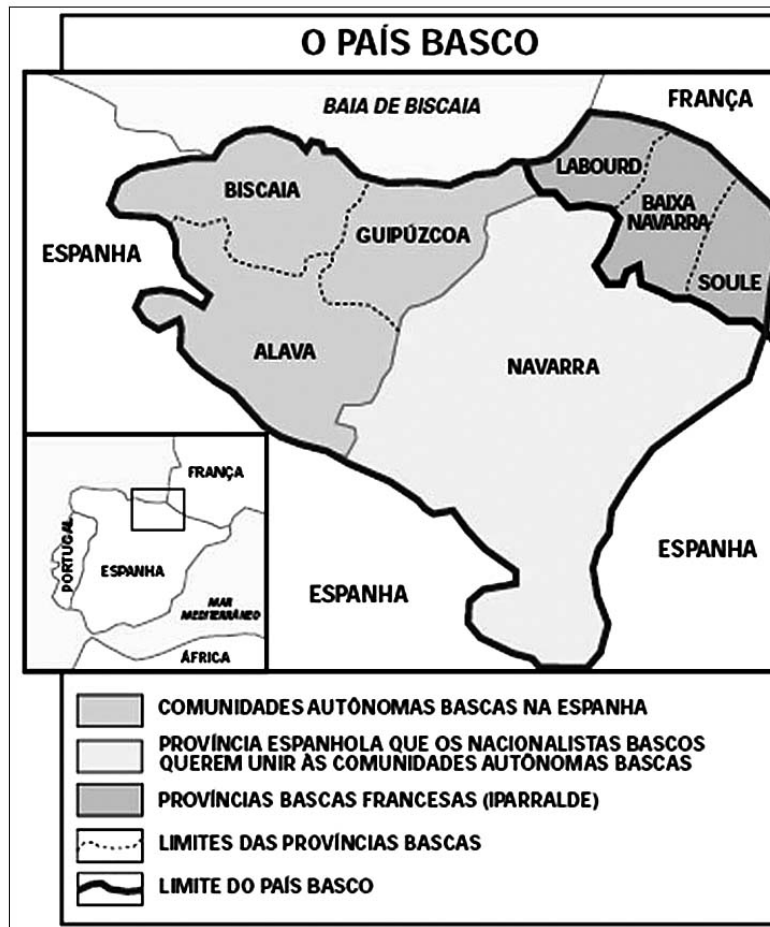 O PAÍS BASCO
BAIA DE BISCAIA
FRANÇA
LABOURD
BISCAIA
BAIXA
NAVARRA
GUIPÚZCOA
ESPANHA
SOULE
ALAVA
NAVARRA
FRANÇA
PORTUGAL
ESPANHA
ESPANHA
ESPANHA
MAR
MEDITERRÂNEO
ÁFRICA
COMUNIDADES AUTÔNOMAS BASCAS NA ESPANHA
PROVÍNCIA ESPANHOLA QUE OS NACIONALISTAS BASCOS
QUEREM UNIR ÀS COMUNIDADES AUTÔNOMAS BASCAS
PROVÍNCIAS BASCAS FRANCESAS (IPARRALDE)
LIMITES DAS PROVÍNCIAS BASCAS
LIMITE DO PAÍS BASCO